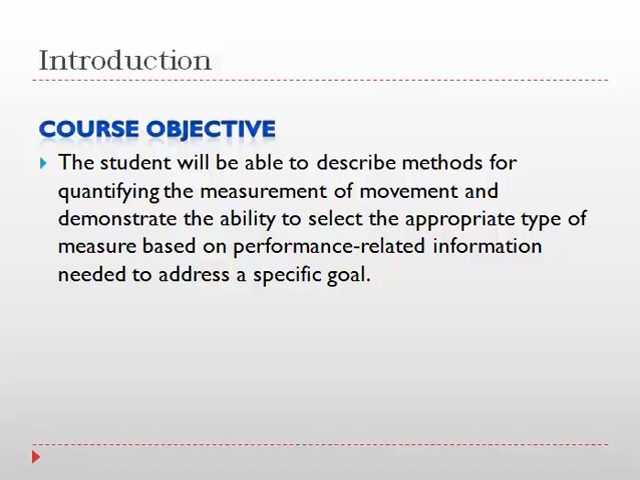 Introduction
COURSE OBJECTIVE
The student will be able to describe methods for
quantifying the measurement of movement and
demonstrate the ability to select the appropriate type of
measure based on performance-related information
needed to address a specific goal.